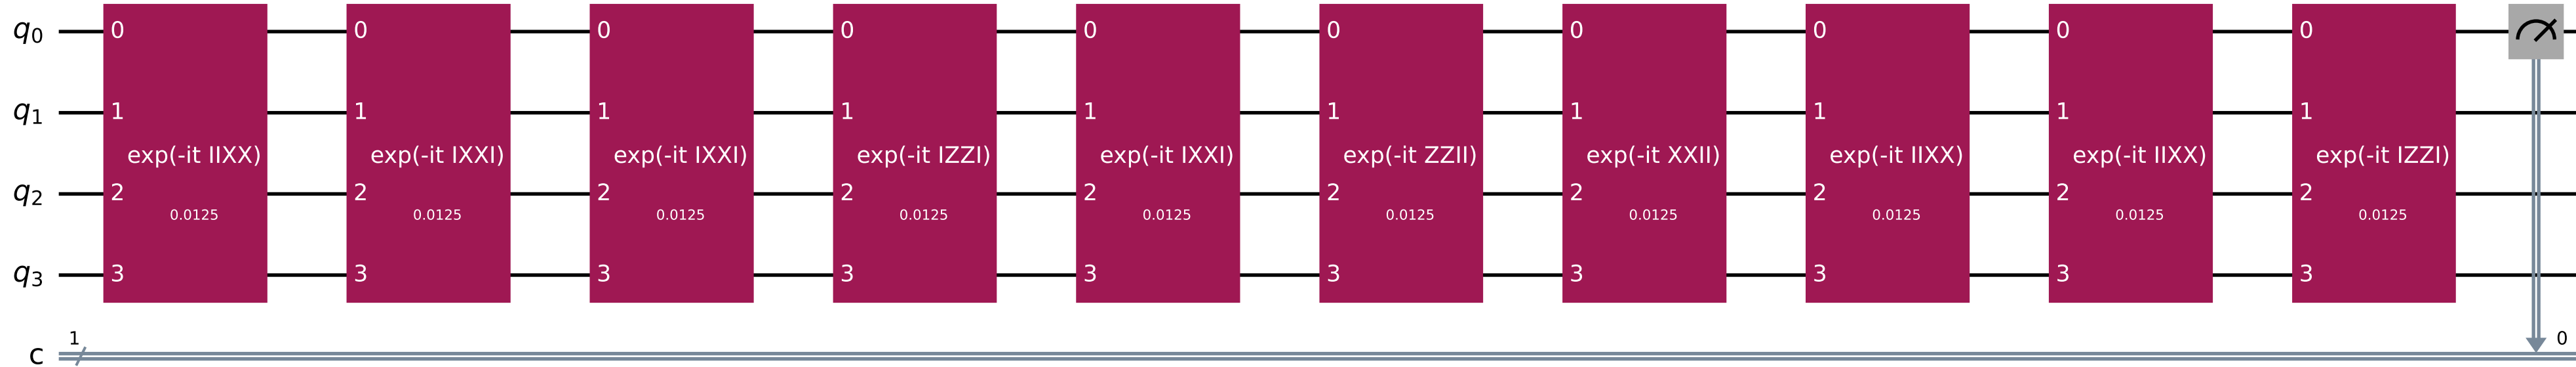 q0 0 0 0 0 0 0 0 0 0 0
q1 1 1 1 1 1 1 1 1 1 1
exp(-it IIXX) exp(-it IXXI) exp(-it IXXI) exp(-it IZZI) exp(-it IXXI) exp(-it ZZII) exp(-it XXII) exp(-it IIXX) exp(-it IIXX) exp(-it IZZI)
q2 2 2 2 2 2 2 2 2 2 2
0.0125 0.0125 0.0125 0.0125 0.0125 0.0125 0.0125 0.0125 0.0125 0.0125
q3 3 3 3 3 3 3 3 3 3 3
1 0
c